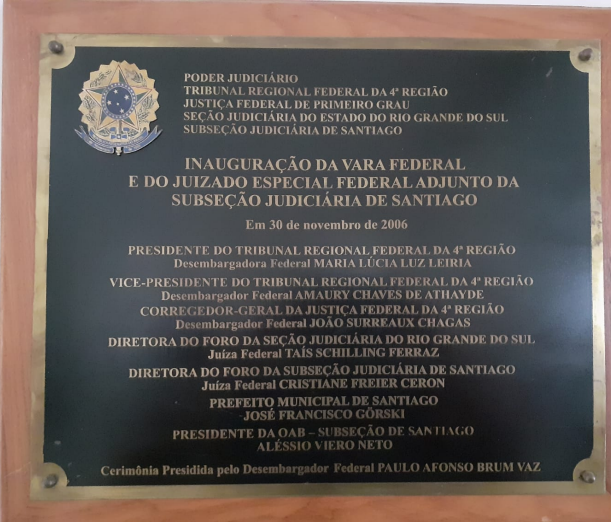 PODER JUDICIÁRIO
TRIBUNAL REGIONAL FEDERAL DA 4ª REGIÃO
JUSTIÇA FEDERAL DE PRIMEIRO GRAU
SEÇÃO JUDICIÁRIA DO ESTADO DO RIO GRANDE DO SUL
SUBSEÇÃO JUDICIÁRIA DE SANTIAGO
INAUGURAÇÃO DA VARA FEDERAL
E DO JUIZADO ESPECIAL FEDERAL ADJUNTO DA
SUBSEÇÃO JUDICIÁRIA DE SANTIAGO
Em 30 de novembro de 2006
PRESIDENTE DO TRIBUNAL REGIONAL FEDERAL DA 4ª REGIÃO
Desembargadora Federal MARIA LÚCIA LUZ LEIRIA
VICE-PRESIDENTE DO TRIBUNAL REGIONAL FEDERAL DA 4ª REGIÃO
Desembargador Federal AMAURY CHAVES DE ATHAYDE
CORREGEDOR-GERAL DA JUSTIÇA FEDERAL DA 4ª REGIÃO
Desembargador Federal JOÃO SURREAUX CHAGAS
DIRETORA DO FORO DA SEÇÃO JUDICIÁRIA DO RIO GRANDE DO SUL
Juíza Federal TAÍS SCHILLING FERRAZ
DIRETORA DO FORO DA SUBSEÇÃO JUDICIÁRIA DE SANTIAGO
Juíza Federal CRISTIANE FREIER CERON
PREFEITO MUNICIPAL DE SANTIAGO
JOSÉ FRANCISCO GÖRSKI
PRESIDENTE DA OAB – SUBSEÇÃO DE SANTIAGO
ALÉSSIO VIERO NETO
Cerimônia Presidida pelo Desembargador Federal PAULO AFONSO BRUM VAZ